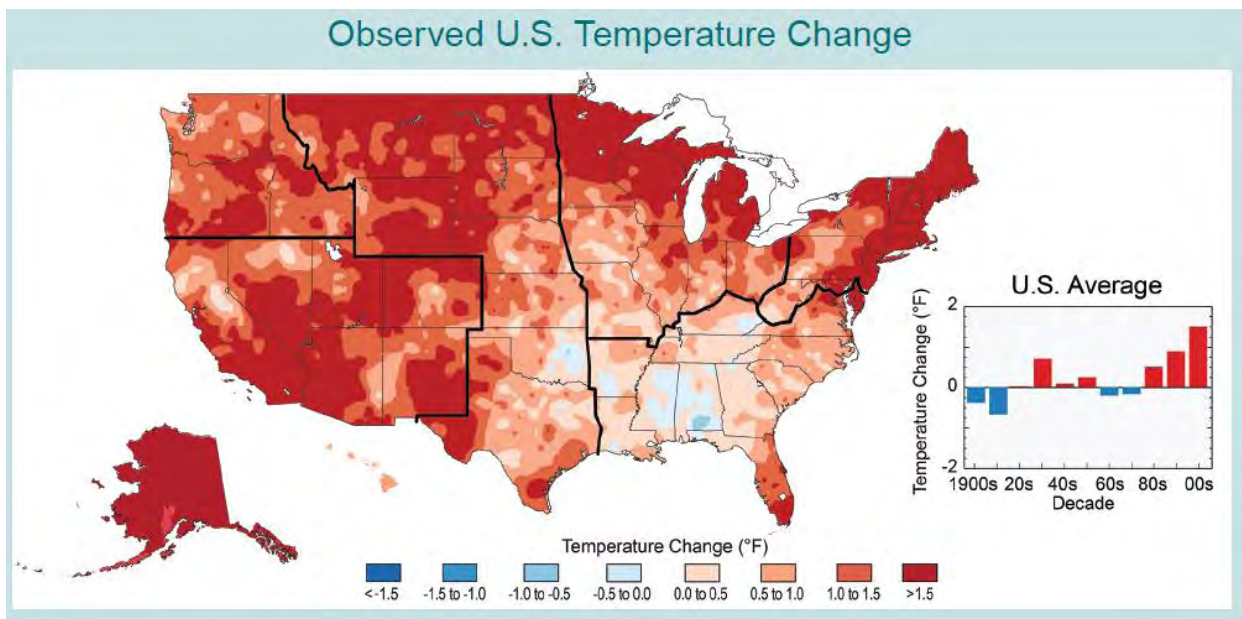 Observed U.S. Temperature Change
U.S. Average
Temperature Change (°F)
2
0
-2
1900s 20s 40s 60s 80s 00s
Decade
Temperature Change (°F)
<-1.5 -1.5 to -1.0 -1.0 to -0.5 -0.5 to 0.0 0.0 to 0.5 0.5 to 1.0 1.0 to 1.5 >1.5